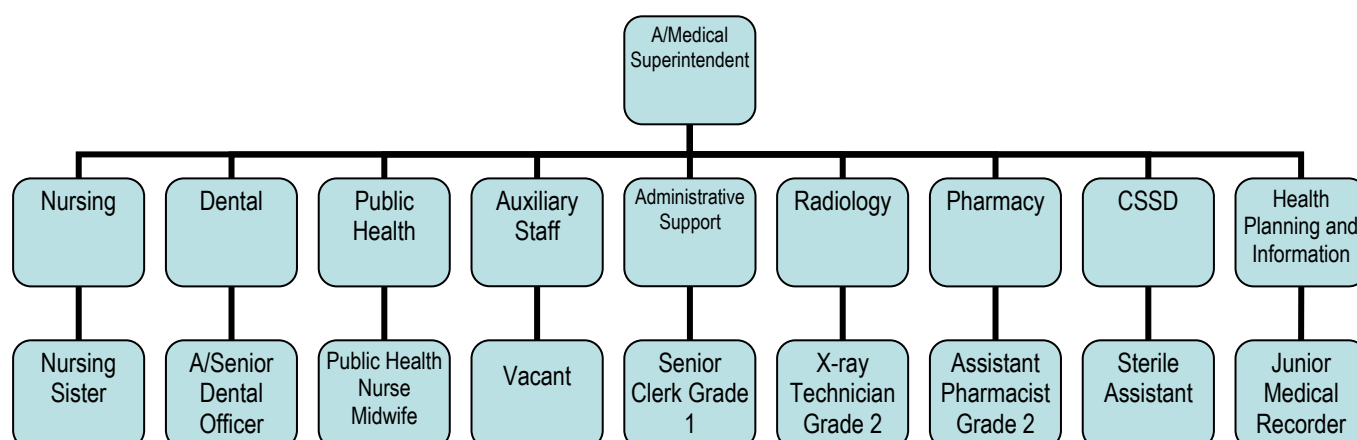 A/Medical
Superintendent
Nursing
Dental
Public
Health
Auxiliary
Staff
Administrative
Support
Radiology
Pharmacy
CSSD
Health
Planning and
Information
Nursing
Sister
A/Senior
Dental
Officer
Public Health
Nurse
Midwife
Vacant
Senior
Clerk Grade
1
X-ray
Technician
Grade 2
Assistant
Pharmacist
Grade 2
Sterile
Assistant
Junior
Medical
Recorder